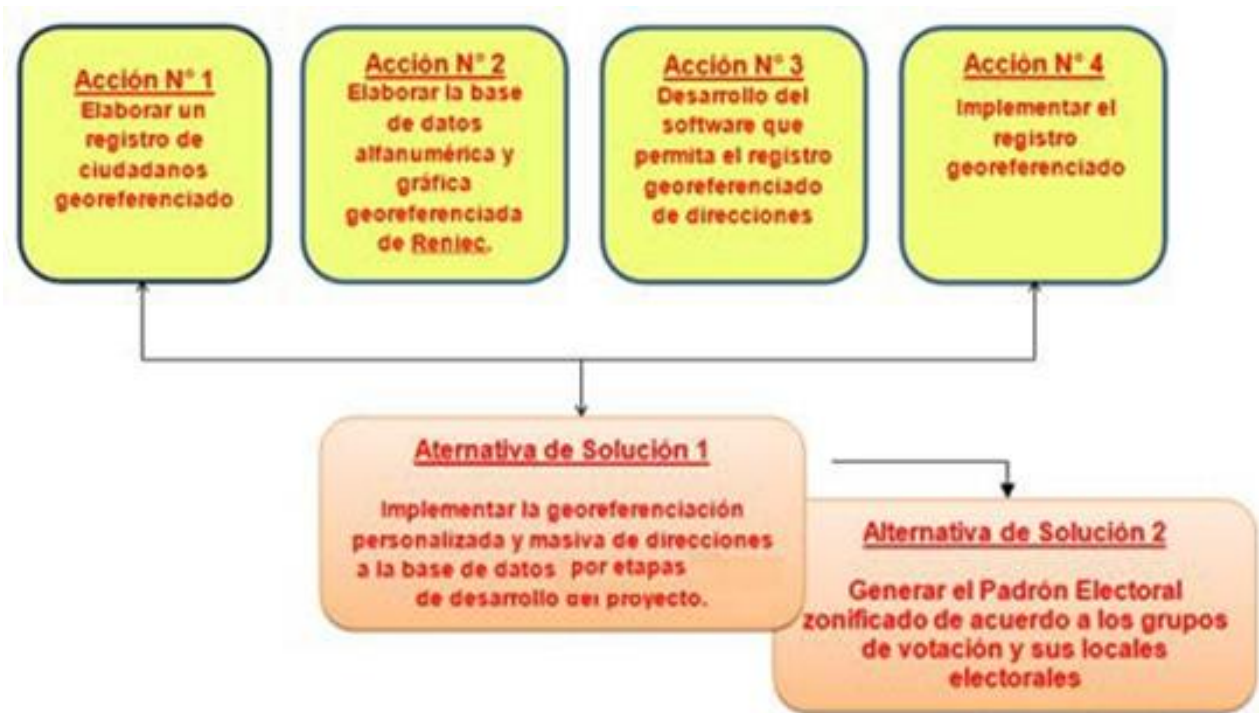 Acción N° 1
Elaborar un
registro de
ciudadanos
georeferenciado
Acción N° 2
Elaborar la base
de datos
alfanumérica y
gráfica
georeferenciada
de Reniec.
Acción N° 3
Desarrollo del
software que
permita el registro
georeferenciado
de direcciones
Acción N° 4
Implementar el
registro
georeferenciado
Aternativa de Solución 1
Implementar la georeferenciación
personalizada y masiva de direcciones
a la base de datos por etapas
de desarrollo del proyecto.
Alternativa de Solución 2
Generar el Padrón Electoral
zonificado de acuerdo a los grupos
de votación y sus locales
electorales